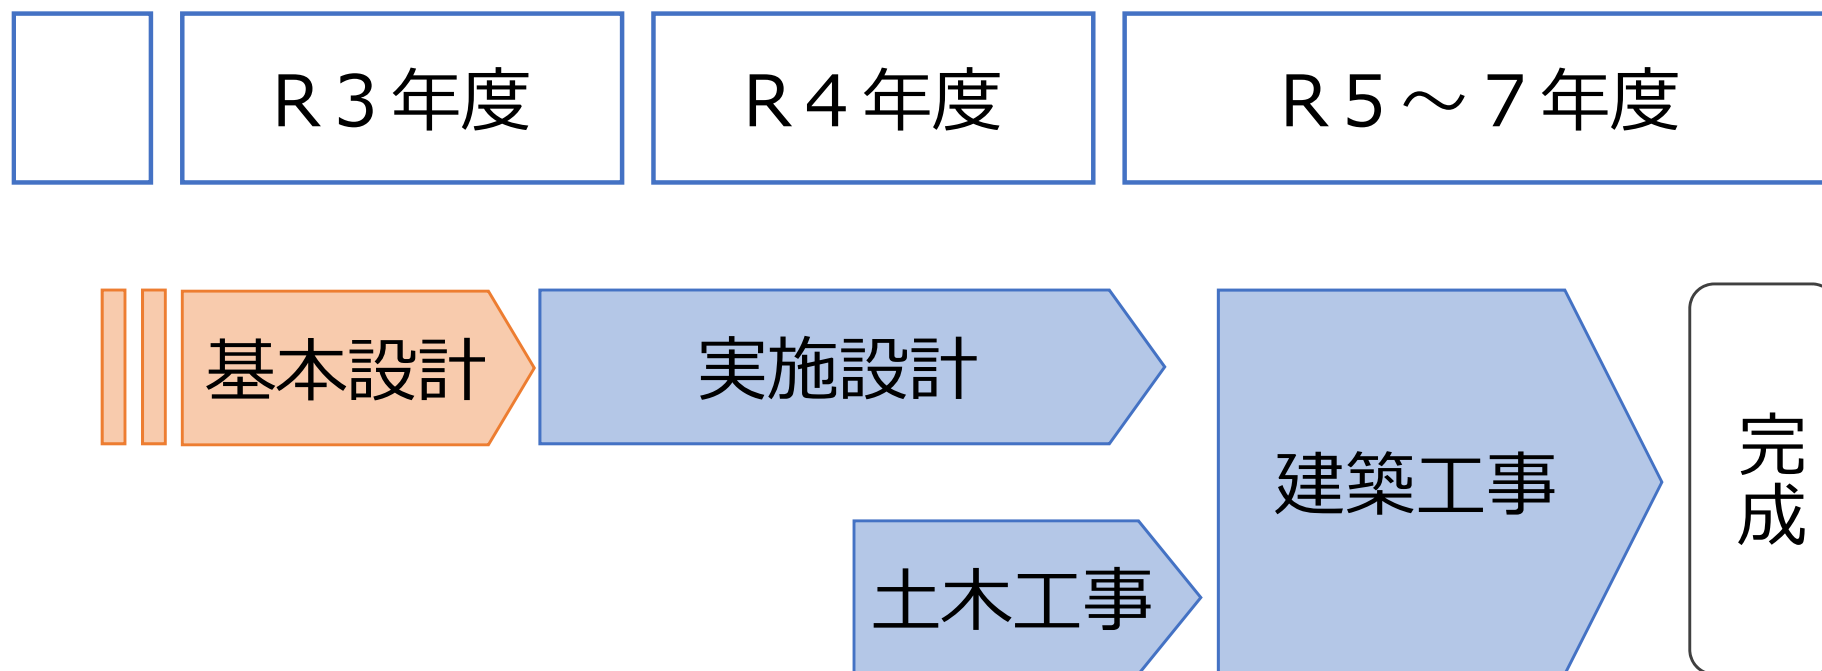 R３年度
R４年度
R５～７年度
基本設計
実施設計
建築工事
土木工事
完成